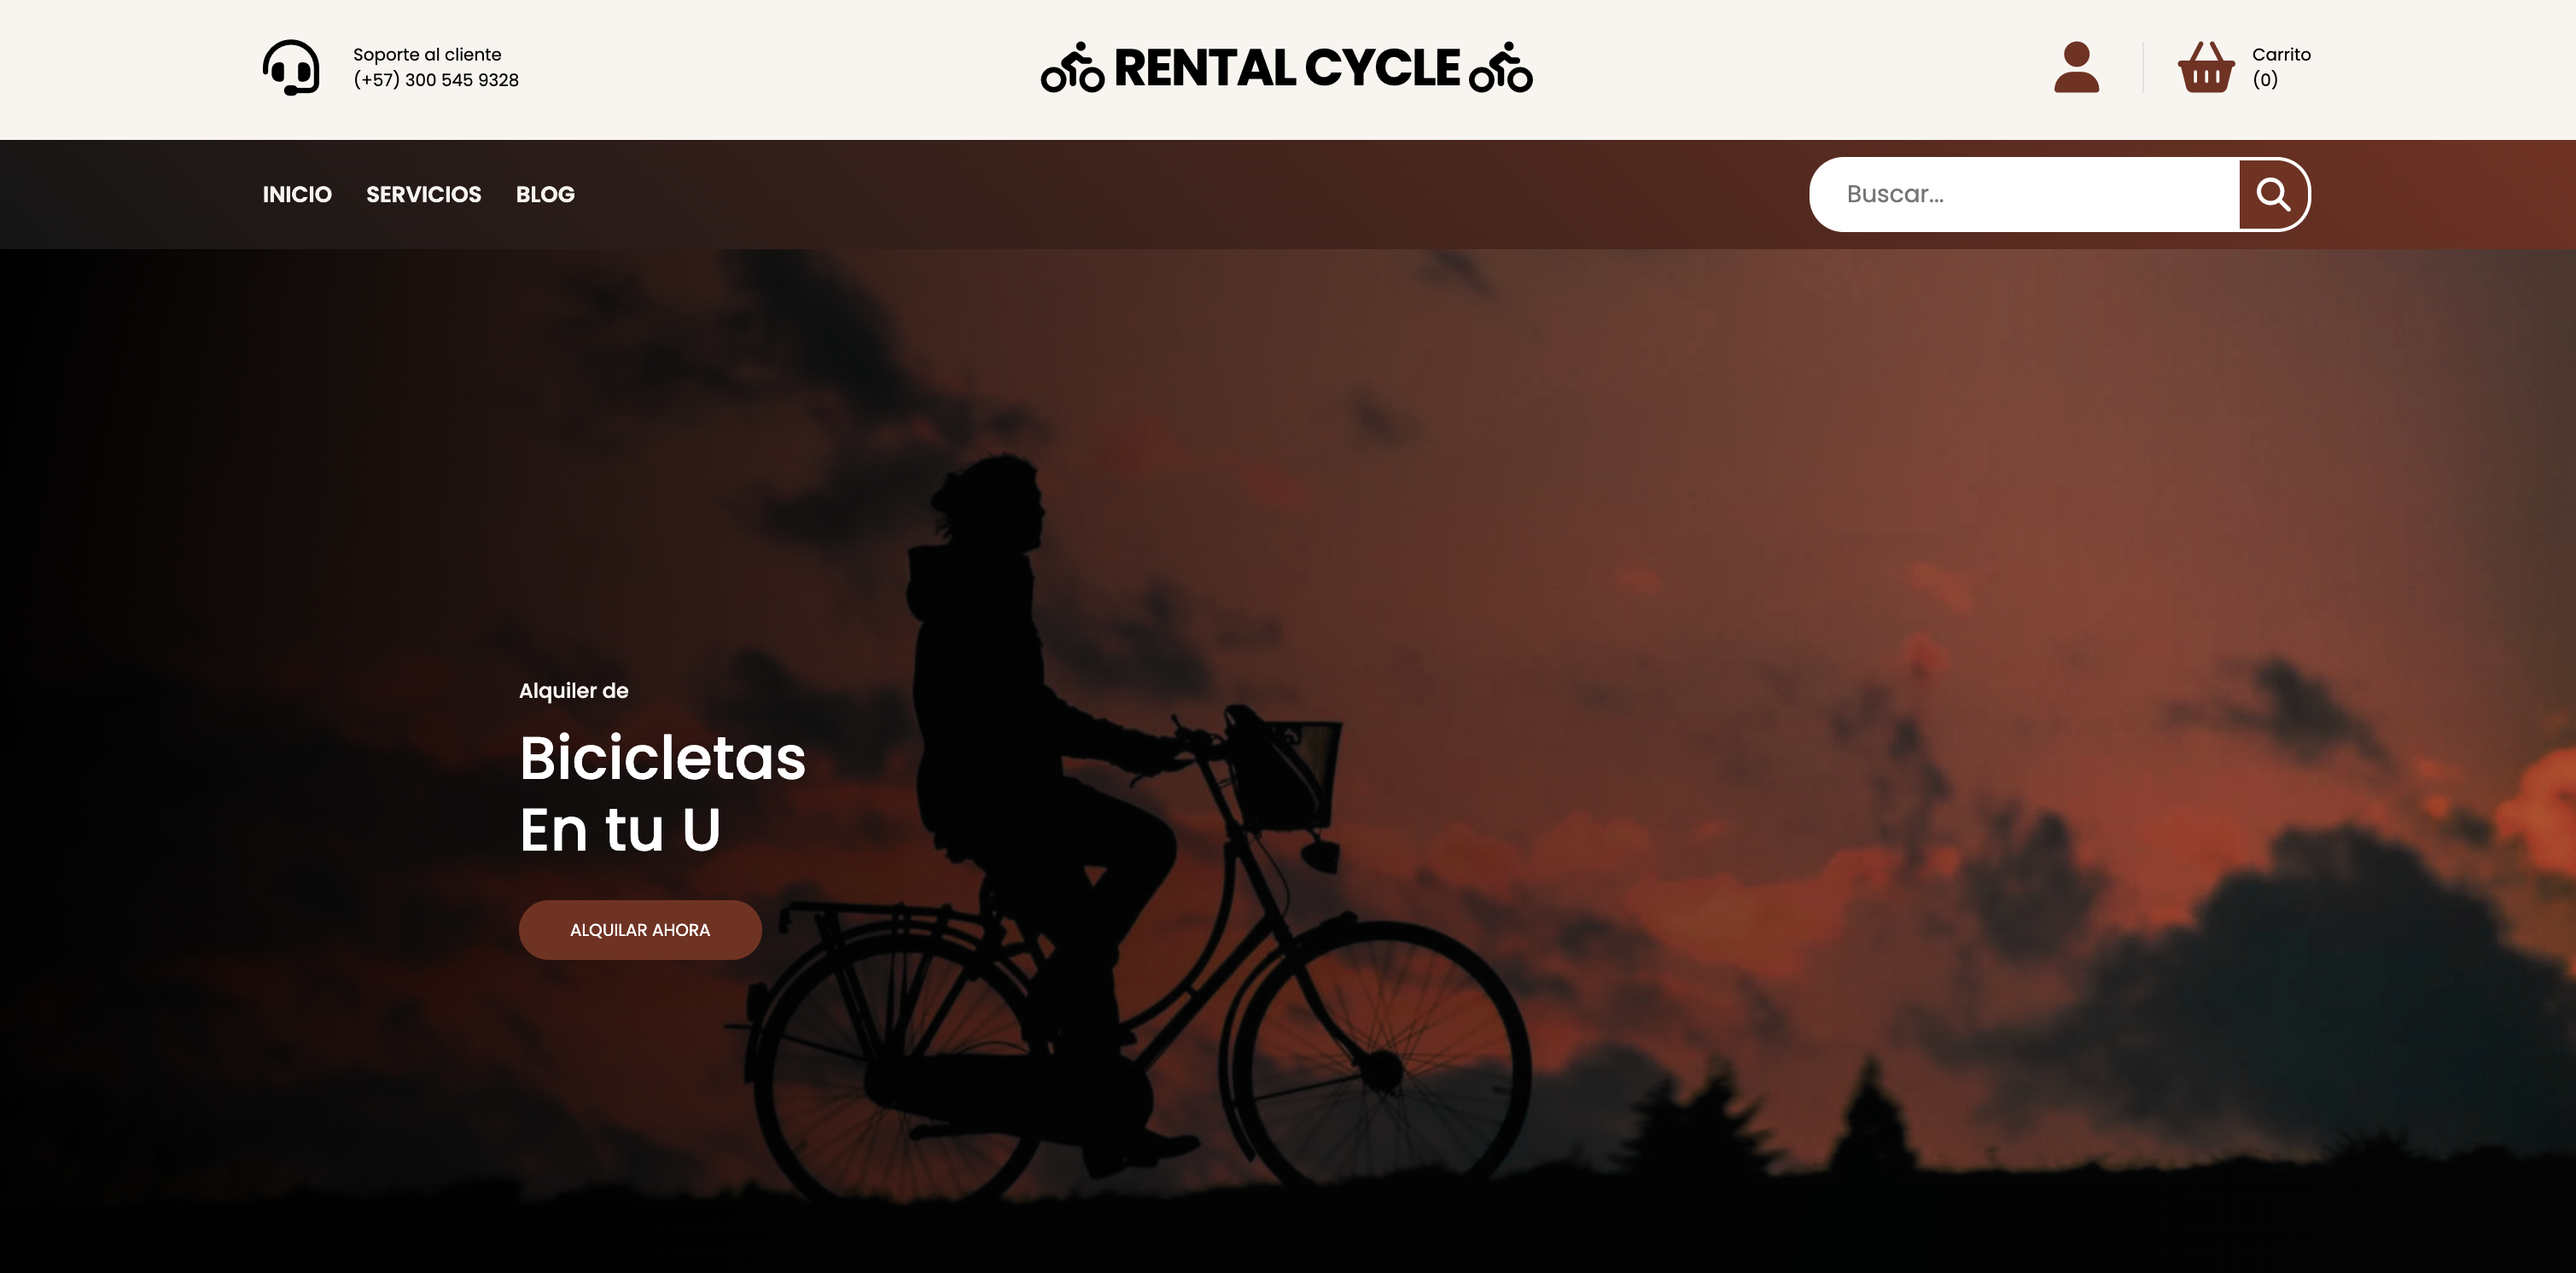 Soporte al cliente
(+57) 300 545 9328
RENTAL CYCLE
Carrito
(0)
INICIO SERVICIOS BLOG
Buscar...
Alquiler de
Bicicletas
En tu U
ALQUILAR AHORA